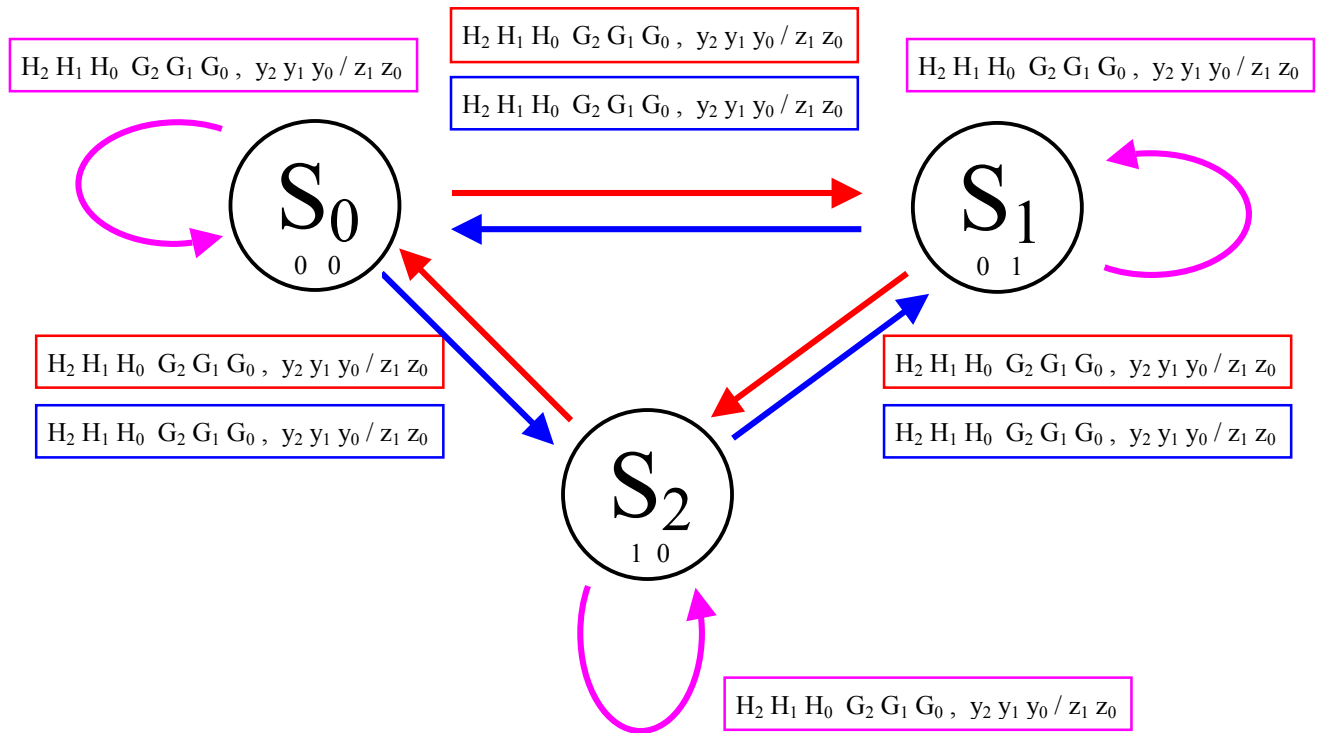 H₂ H₁ H₀ G₂ G₁ G₀ , y₂ y₁ y₀ / z₁ z₀
H₂ H₁ H₀ G₂ G₁ G₀ , y₂ y₁ y₀ / z₁ z₀
H₂ H₁ H₀ G₂ G₁ G₀ , y₂ y₁ y₀ / z₁ z₀
H₂ H₁ H₀ G₂ G₁ G₀ , y₂ y₁ y₀ / z₁ z₀
S₀
0 0
S₁
0 1
H₂ H₁ H₀ G₂ G₁ G₀ , y₂ y₁ y₀ / z₁ z₀
H₂ H₁ H₀ G₂ G₁ G₀ , y₂ y₁ y₀ / z₁ z₀
H₂ H₁ H₀ G₂ G₁ G₀ , y₂ y₁ y₀ / z₁ z₀
H₂ H₁ H₀ G₂ G₁ G₀ , y₂ y₁ y₀ / z₁ z₀
S₂
1 0
H₂ H₁ H₀ G₂ G₁ G₀ , y₂ y₁ y₀ / z₁ z₀